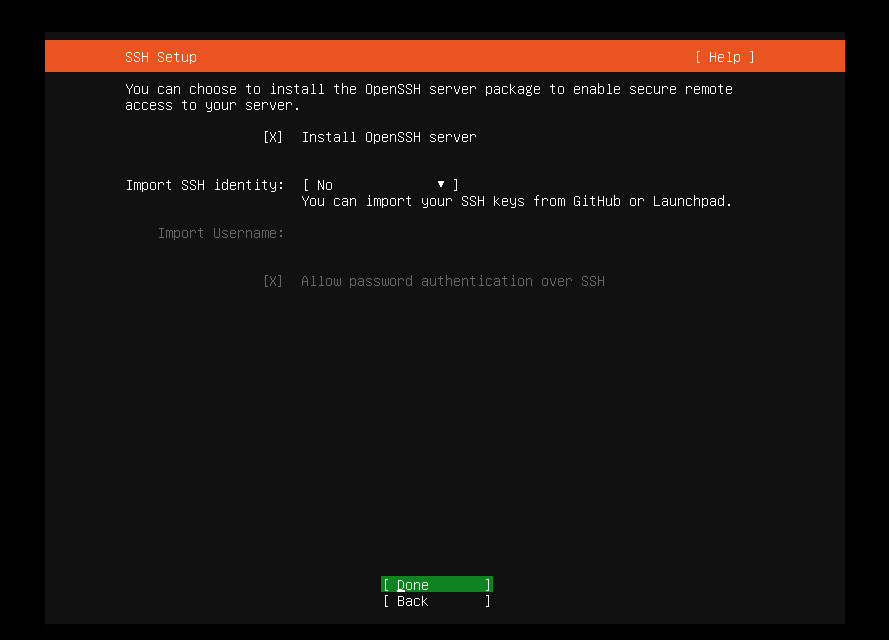 SSH Setup [ Help ]
You can choose to install the OpenSSH server package to enable secure remote
access to your server.
[X] Install OpenSSH server
Import SSH identity: [ No ▾ ]
You can import your SSH keys from GitHub or Launchpad.
Import Username:
[X] Allow password authentication over SSH
[ Done ]
[ Back ]